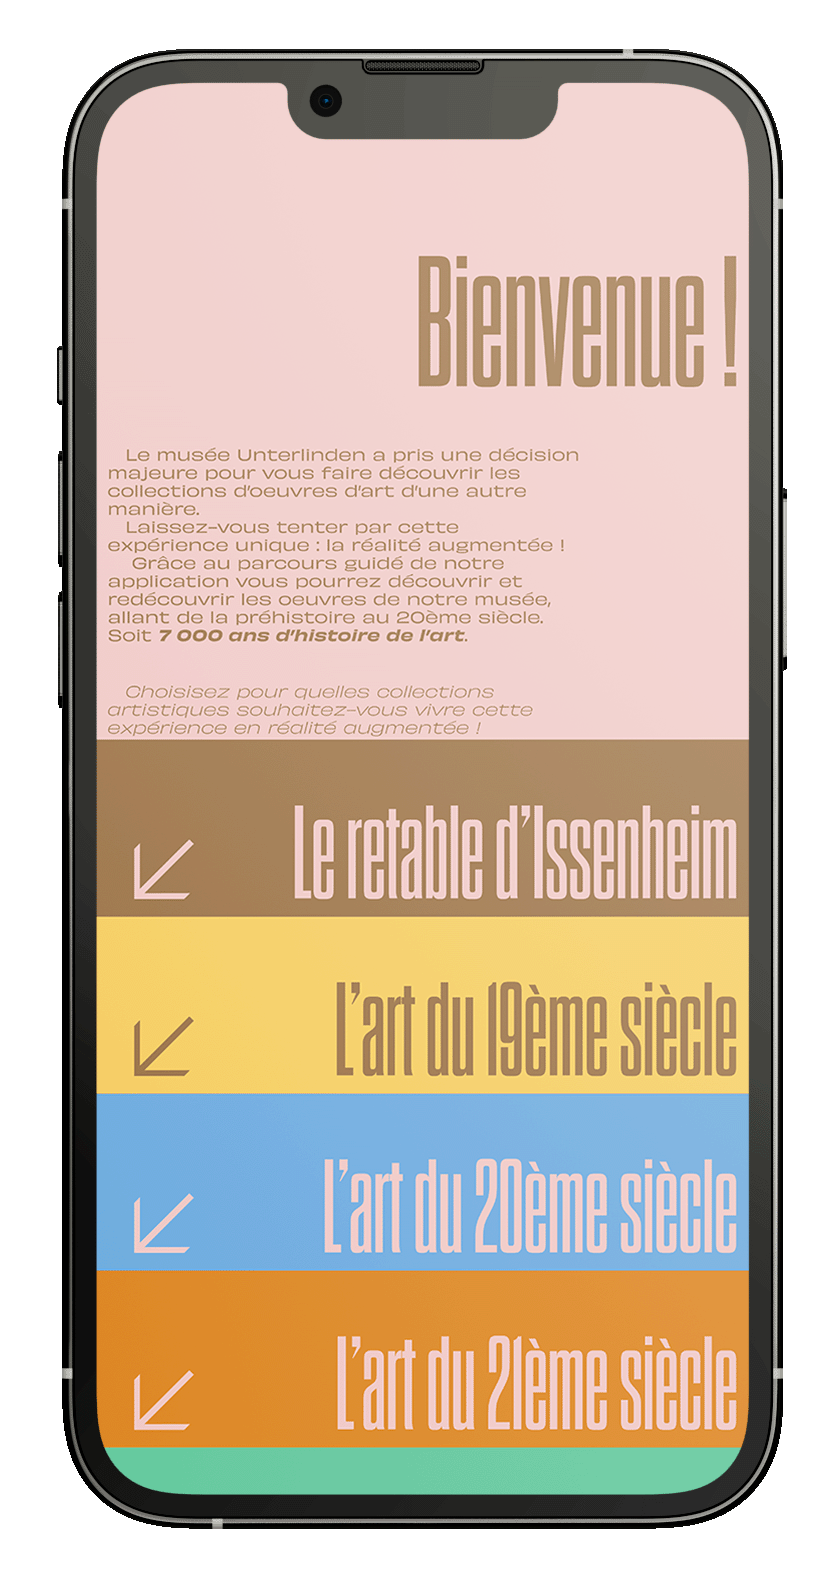 Bienvenue !
Le musée Unterlinden a pris une décision
majeure pour vous faire découvrir les
collections d'oeuvres d'art d'une autre
manière.
Laissez-vous tenter par cette
expérience unique : la réalité augmentée !
Grâce au parcours guidé de notre
application vous pourrez découvrir et
redécouvrir les oeuvres de notre musée,
allant de la préhistoire au 20ème siècle.
Soit 7 000 ans d'histoire de l'art.
Choisisez pour quelles collections
artistiques souhaitez-vous vivre cette
expérience en réalité augmentée !
Le retable d'Issenheim
L'art du 19ème siècle
L'art du 20ème siècle
L'art du 21ème siècle